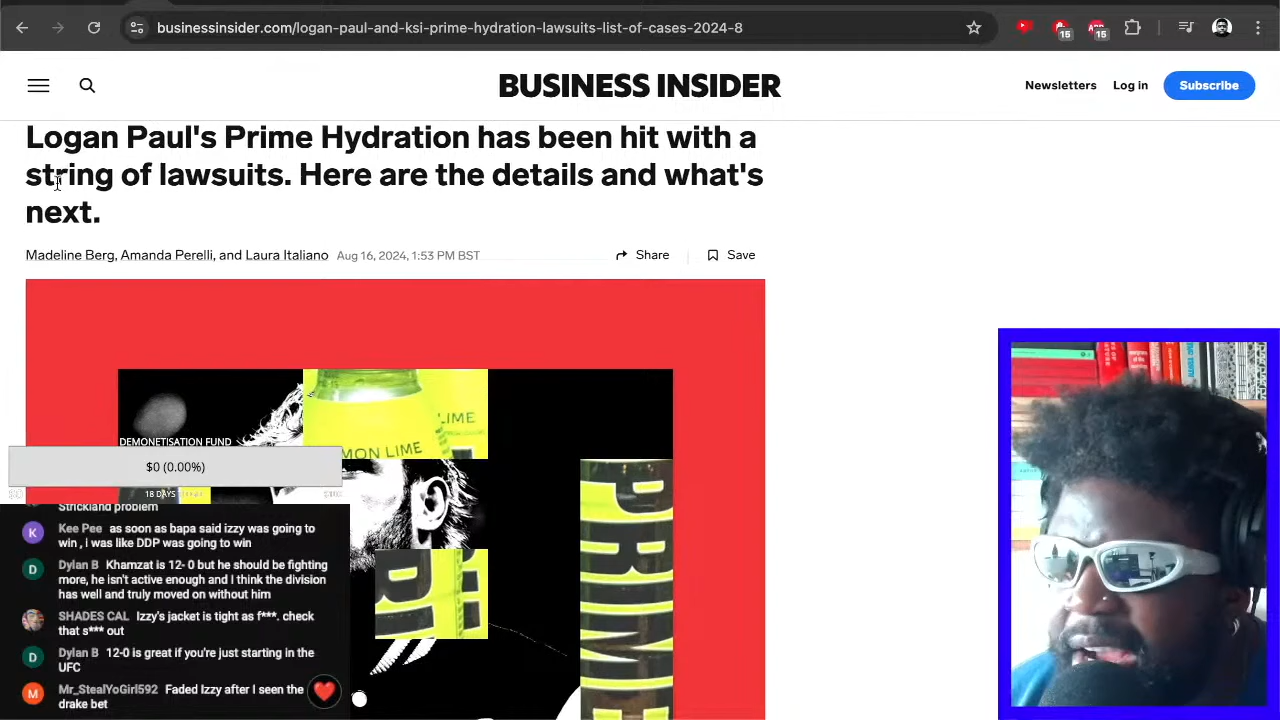 businessinsider.com/logan-paul-and-ksi-prime-hydration-lawsuits-list-of-cases-2024-8
15
15
BUSINESS INSIDER
Newsletters
Log in
Subscribe
Logan Paul's Prime Hydration has been hit with a
string of lawsuits. Here are the details and what's
next.
Madeline Berg, Amanda Perelli, and Laura Italiano
Aug 16, 2024, 1:53 PM BST
Share
Save
LIME
MON LIME
PRIME
DEMONETISATION FUND
$0 (0.00%)
18 DAYS
Strickland problem
K
Kee Pee as soon as bapa said izzy was going to
win , i was like DDP was going to win
D
Dylan B Khamzat is 12- 0 but he should be fighting
more, he isn't active enough and I think the division
has well and truly moved on without him
SHADES CAL Izzy's jacket is tight as f***. check
that s*** out
D
Dylan B 12-0 is great if you're just starting in the
UFC
M
Mr_StealYoGirl592 Faded Izzy after I seen the
drake bet